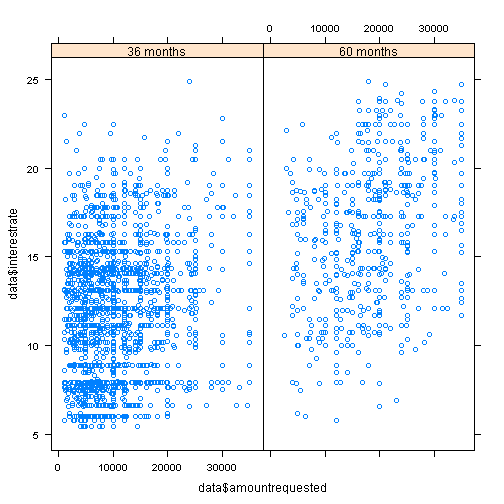 0 10000 20000 30000
36 months 60 months
25
20
15
10
5
data$interestrate
0 10000 20000 30000
data$amountrequested